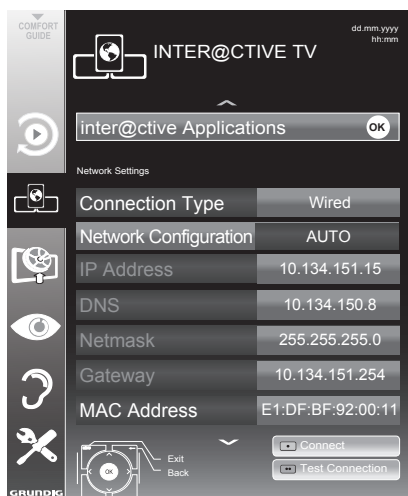 COMFORT
GUIDE
dd.mm.yyyy
hh:mm
INTER@CTIVE TV
inter@ctive Applications OK
Network Settings
Connection Type Wired
Network Configuration AUTO
IP Address 10.134.151.15
DNS 10.134.150.8
Netmask 255.255.255.0
Gateway 10.134.151.254
MAC Address E1:DF:BF:92:00:11
Exit
Back
OK
Connect
Test Connection
GRUNDIG